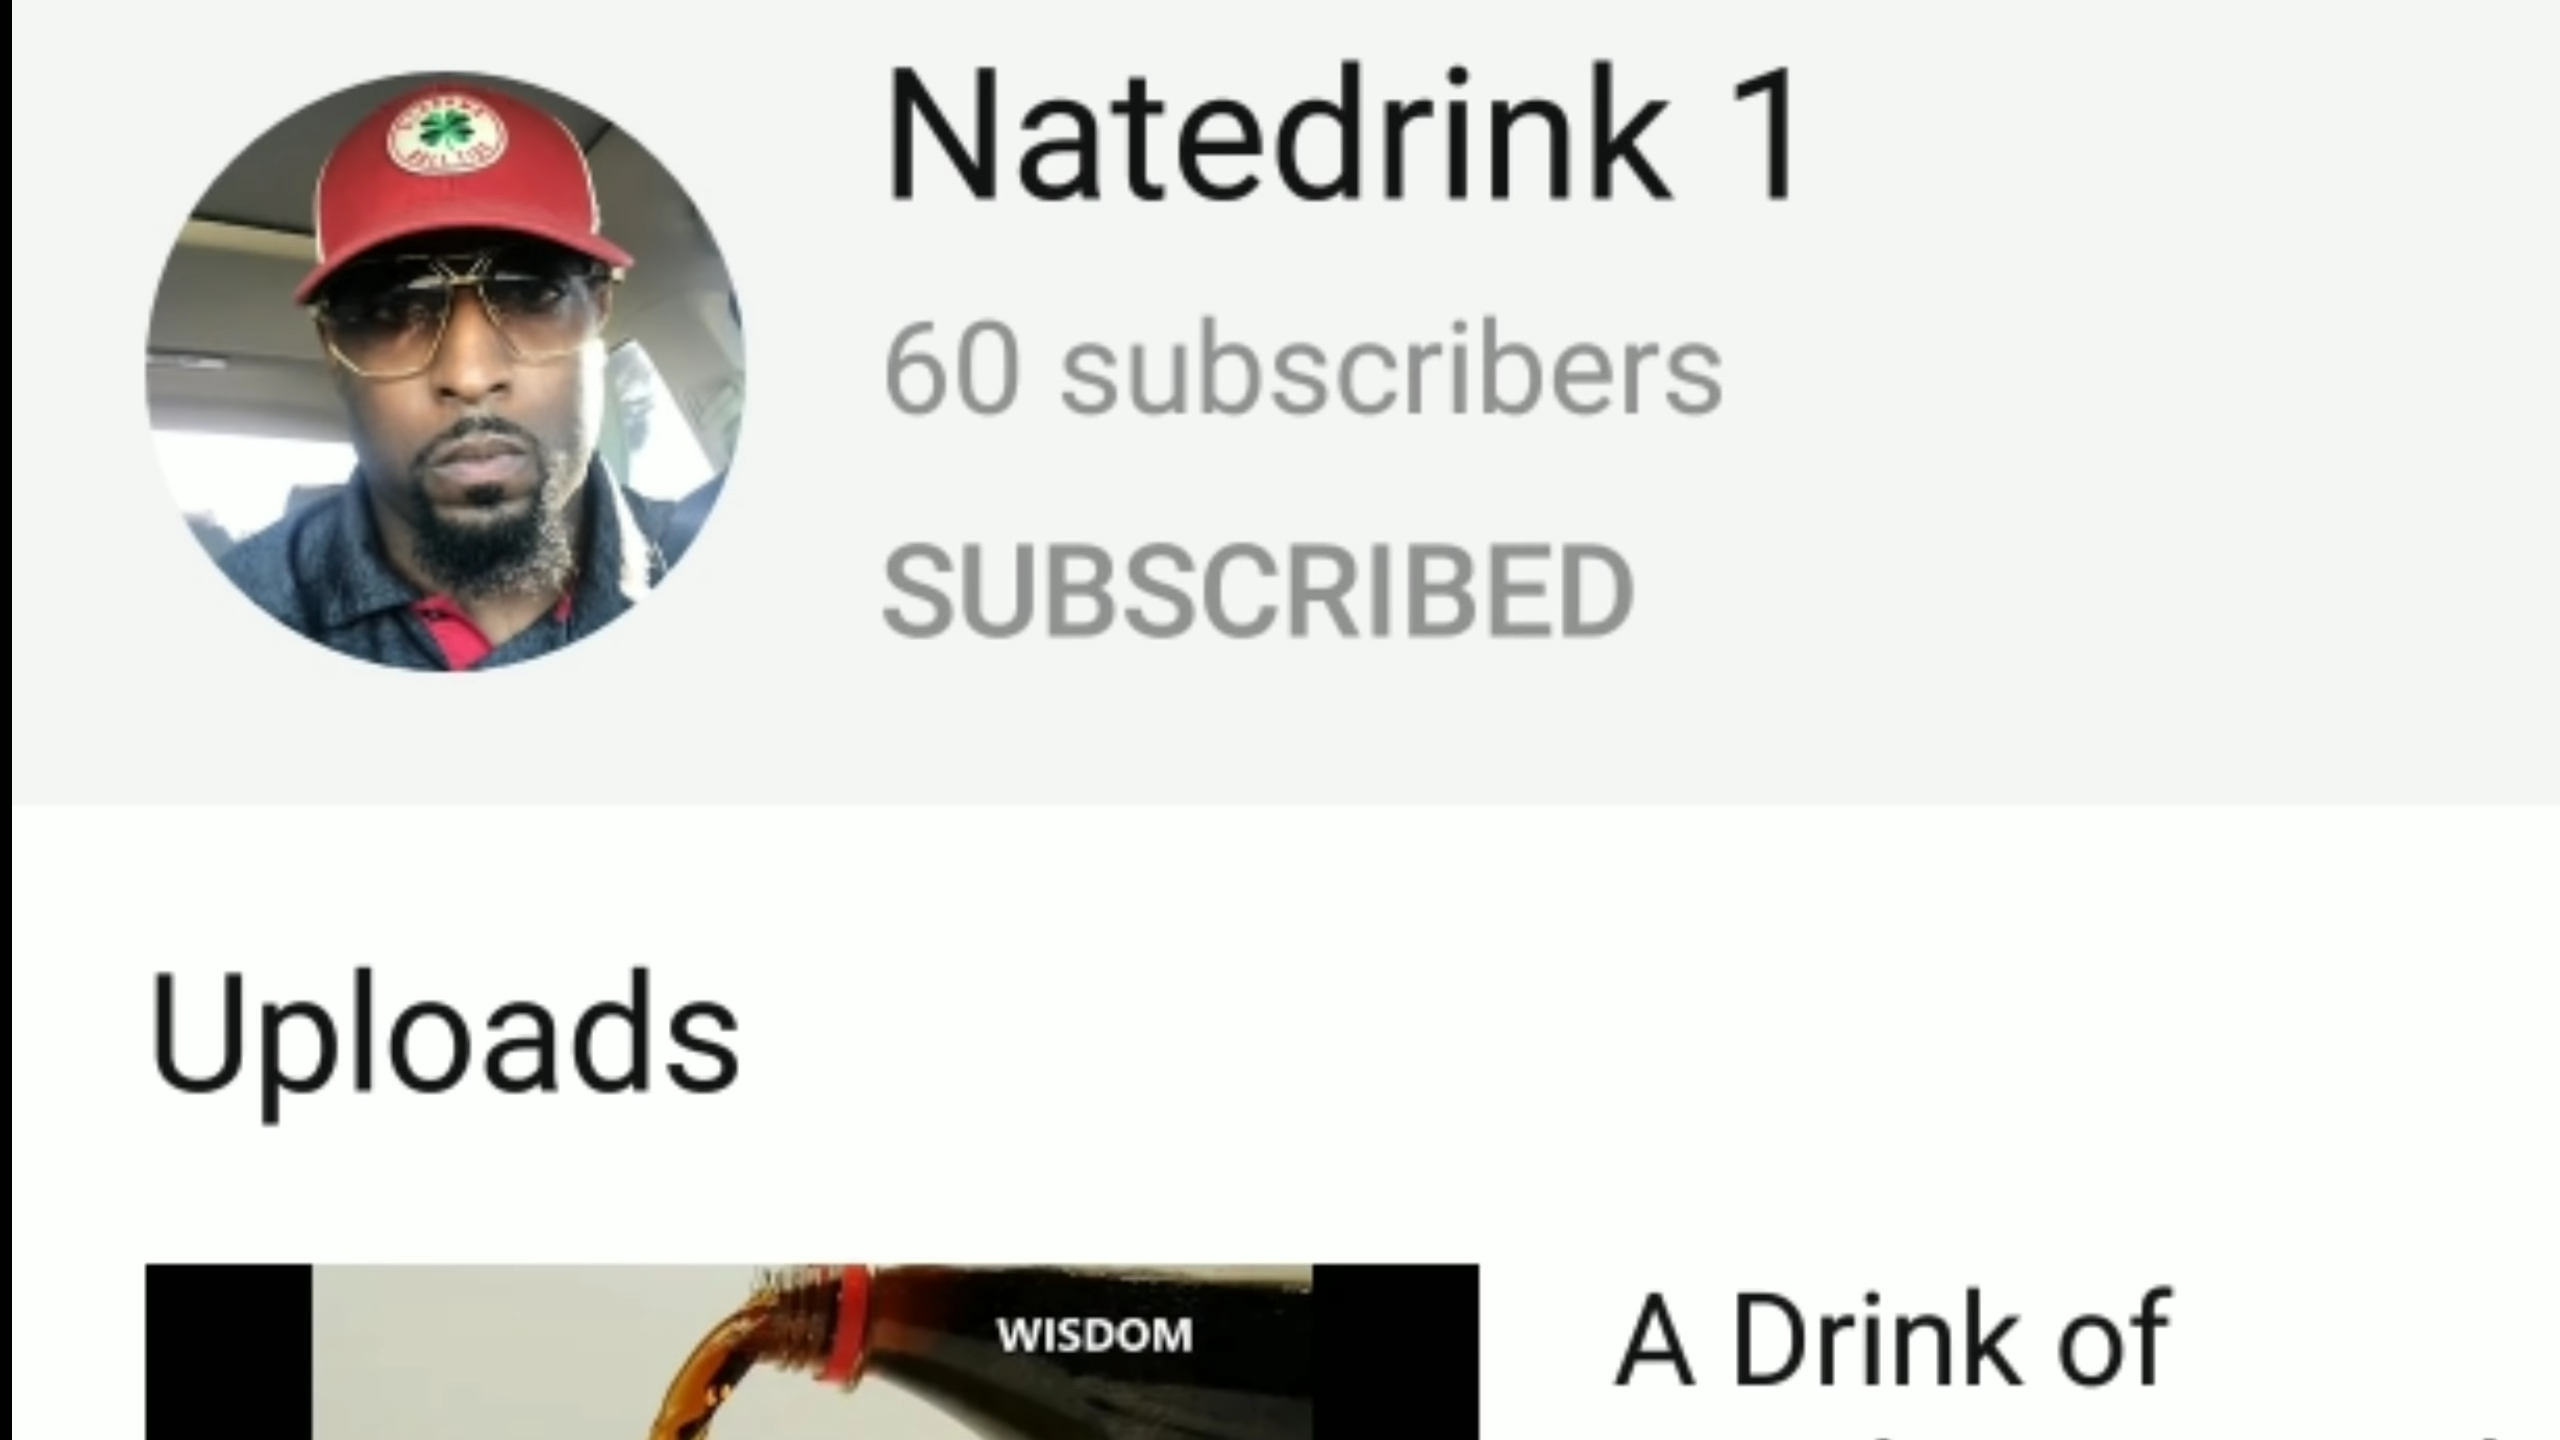 Natedrink 1
60 subscribers
SUBSCRIBED
Uploads
WISDOM
A Drink of